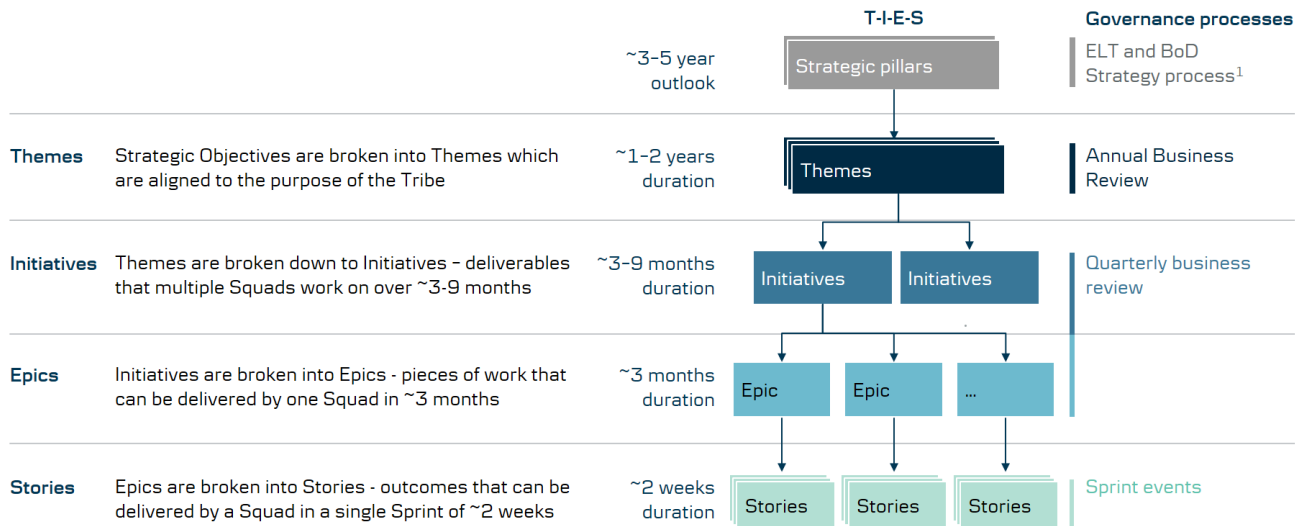 T-I-E-S
Governance processes
~3-5 year
outlook
Strategic pillars
ELT and BoD
Strategy process¹
Themes
Strategic Objectives are broken into Themes which
are aligned to the purpose of the Tribe
~1-2 years
duration
Themes
Annual Business
Review
Initiatives
Themes are broken down to Initiatives – deliverables
that multiple Squads work on over ~3-9 months
~3-9 months
duration
Initiatives
Initiatives
Quarterly business
review
Epics
Initiatives are broken into Epics - pieces of work that
can be delivered by one Squad in ~3 months
~3 months
duration
Epic
Epic
...
Stories
Epics are broken into Stories - outcomes that can be
delivered by a Squad in a single Sprint of ~2 weeks
~2 weeks
duration
Stories
Stories
Stories
Sprint events